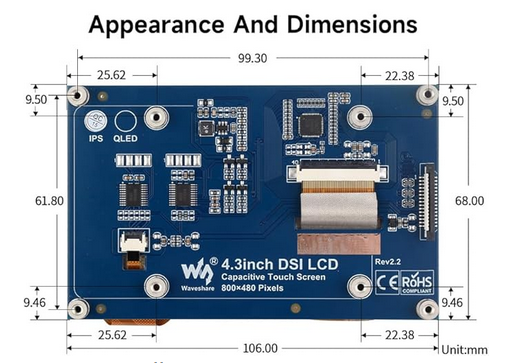 Appearance And Dimensions
99.30
25.62
22.38
9.50
9.50
IPS
QLED
61.80
68.00
4.3inch DSI LCD
Capacitive Touch Screen
800×480 Pixels
Waveshare
®
Rev2.2
CE
RoHS
COMPLIANT
9.46
9.46
25.62
22.38
106.00
Unit:mm